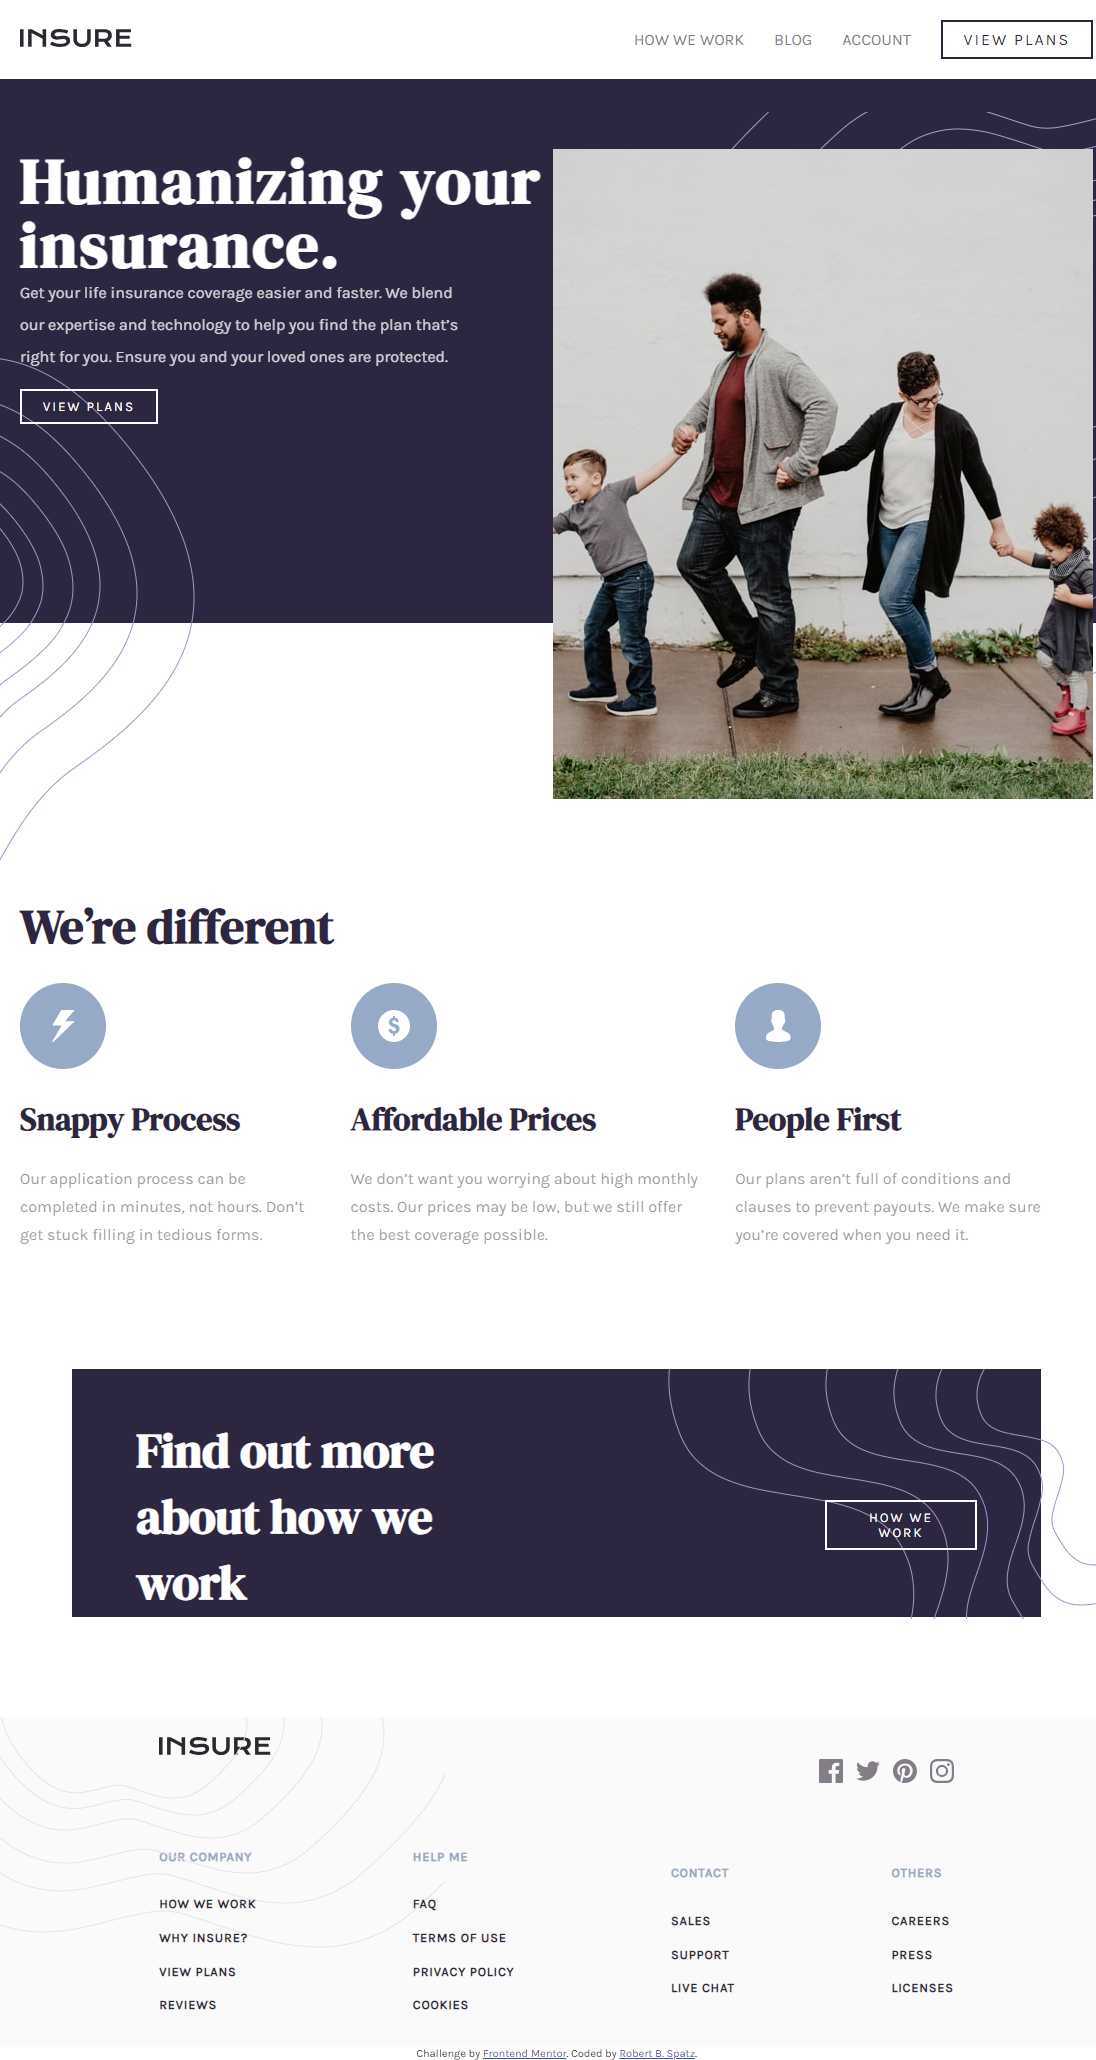 INSURE
HOW WE WORK BLOG ACCOUNT VIEW PLANS
Humanizing your
insurance.
Get your life insurance coverage easier and faster. We blend
our expertise and technology to help you find the plan that’s
right for you. Ensure you and your loved ones are protected.
VIEW PLANS
We’re different
Snappy Process
Our application process can be
completed in minutes, not hours. Don’t
get stuck filling in tedious forms.
Affordable Prices
We don’t want you worrying about high monthly
costs. Our prices may be low, but we still offer
the best coverage possible.
People First
Our plans aren’t full of conditions and
clauses to prevent payouts. We make sure
you’re covered when you need it.
Find out more
about how we
work
HOW WE
WORK
INSURE
OUR COMPANY
HOW WE WORK
WHY INSURE?
VIEW PLANS
REVIEWS
HELP ME
FAQ
TERMS OF USE
PRIVACY POLICY
COOKIES
CONTACT
SALES
SUPPORT
LIVE CHAT
OTHERS
CAREERS
PRESS
LICENSES
Challenge by Frontend Mentor. Coded by Robert B. Spatz.